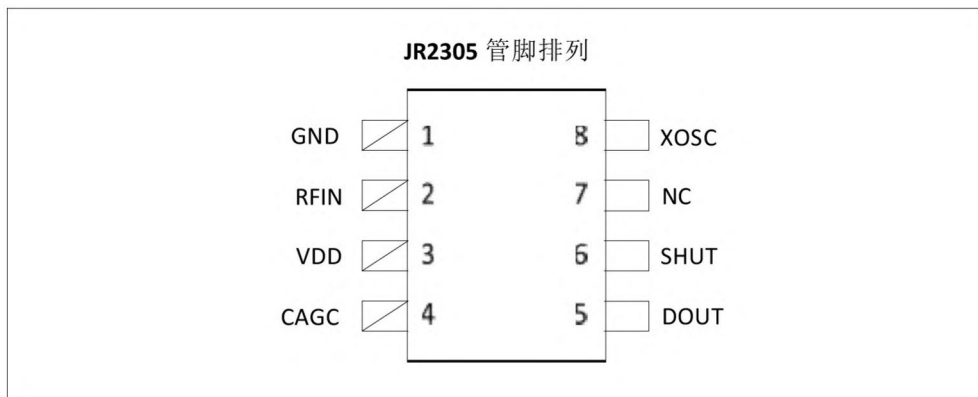 JR2305 管脚排列
GND 1 8 XOSC
RFIN 2 7 NC
VDD 3 6 SHUT
CAGC 4 5 DOUT